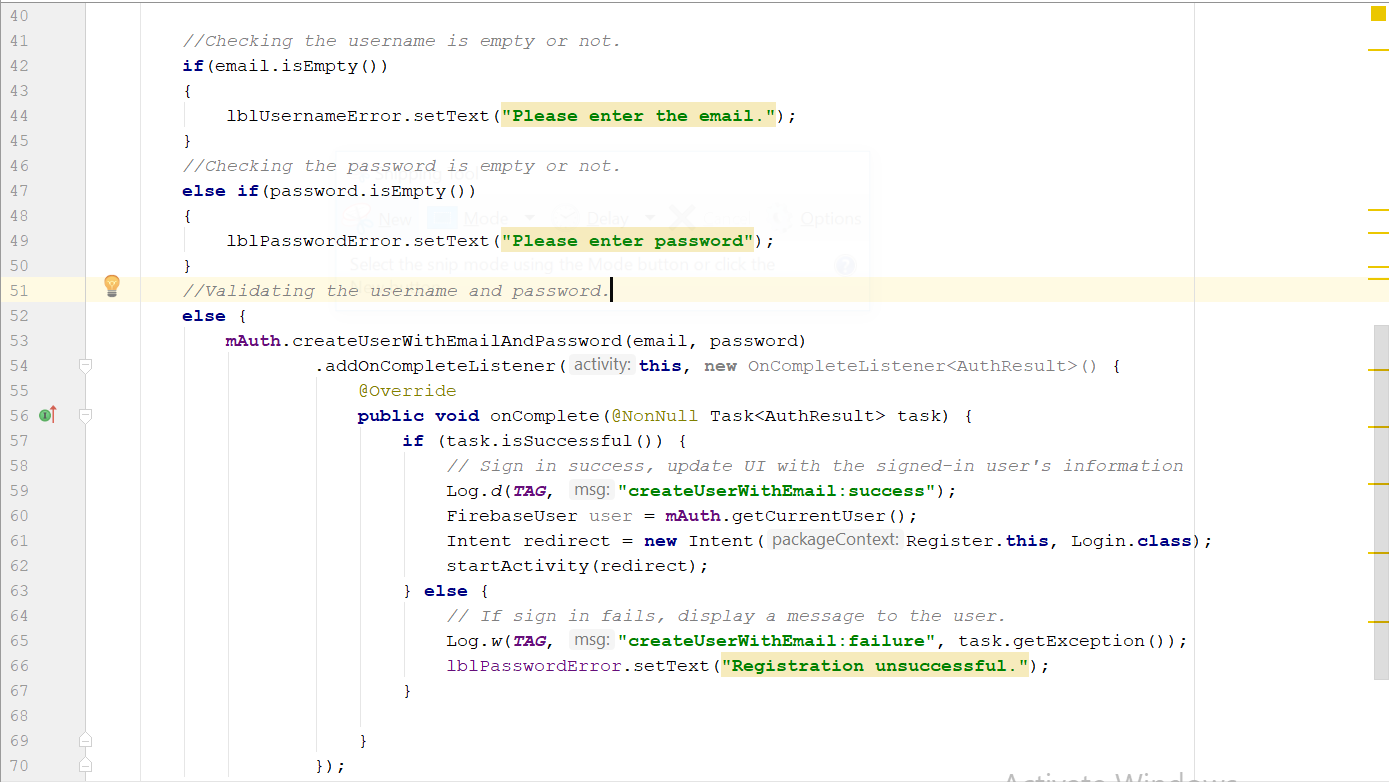 40
41 //Checking the username is empty or not.
42 if(email.isEmpty())
43 {
44 lblUsernameError.setText("Please enter the email.");
45 }
46 //Checking the password is empty or not.
47 else if(password.isEmpty())
48 {
New Mode Delay Options
49 lblPasswordError.setText("Please enter password");
Select the snip mode using the Mode button or click the
50 }
51 //Validating the username and password.
52 else {
53 mAuth.createUserWithEmailAndPassword(email, password)
54 .addOnCompleteListener( activity: this, new OnCompleteListener<AuthResult>() {
55 @Override
56 public void onComplete(@NonNull Task<AuthResult> task) {
57 if (task.isSuccessful()) {
58 // Sign in success, update UI with the signed-in user's information
59 Log.d(TAG, msg: "createUserWithEmail:success");
60 FirebaseUser user = mAuth.getCurrentUser();
61 Intent redirect = new Intent( packageContext: Register.this, Login.class);
62 startActivity(redirect);
63 } else {
64 // If sign in fails, display a message to the user.
65 Log.w(TAG, msg: "createUserWithEmail:failure", task.getException());
66 lblPasswordError.setText("Registration unsuccessful.");
67 }
68
69 }
70 });
Activate Windows